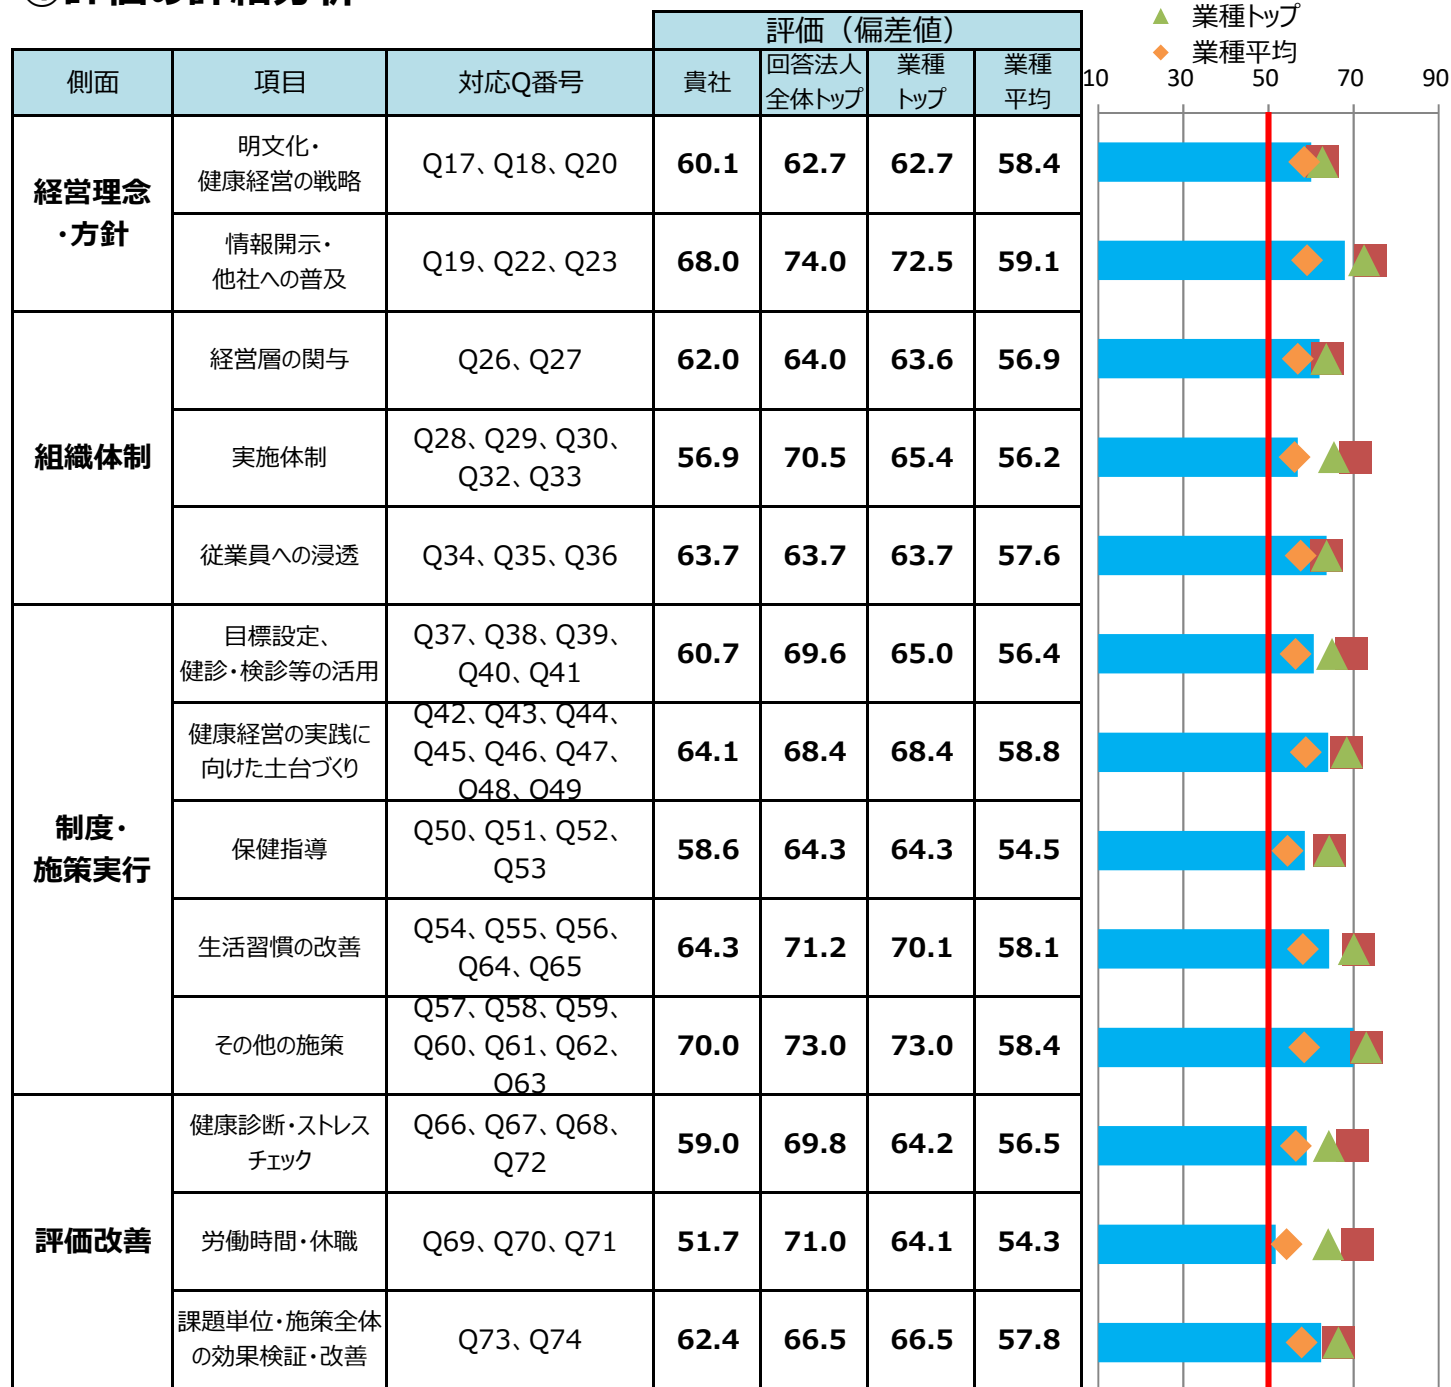 ①評価の詳細分析
▲ 業種トップ
◆ 業種平均
評価（偏差値）
側面 項目 対応Q番号 貴社 回答法人全体トップ 業種トップ 業種平均
10 30 50 70 90
経営理念・方針
明文化・健康経営の戦略 Q17、Q18、Q20 60.1 62.7 62.7 58.4
情報開示・他社への普及 Q19、Q22、Q23 68.0 74.0 72.5 59.1
組織体制
経営層の関与 Q26、Q27 62.0 64.0 63.6 56.9
実施体制 Q28、Q29、Q30、Q32、Q33 56.9 70.5 65.4 56.2
従業員への浸透 Q34、Q35、Q36 63.7 63.7 63.7 57.6
制度・施策実行
目標設定、健診・検診等の活用 Q37、Q38、Q39、Q40、Q41 60.7 69.6 65.0 56.4
健康経営の実践に向けた土台づくり Q42、Q43、Q44、Q45、Q46、Q47、Q48、Q49 64.1 68.4 68.4 58.8
保健指導 Q50、Q51、Q52、Q53 58.6 64.3 64.3 54.5
生活習慣の改善 Q54、Q55、Q56、Q64、Q65 64.3 71.2 70.1 58.1
その他の施策 Q57、Q58、Q59、Q60、Q61、Q62、Q63 70.0 73.0 73.0 58.4
評価改善
健康診断・ストレスチェック Q66、Q67、Q68、Q72 59.0 69.8 64.2 56.5
労働時間・休職 Q69、Q70、Q71 51.7 71.0 64.1 54.3
課題単位・施策全体の効果検証・改善 Q73、Q74 62.4 66.5 66.5 57.8